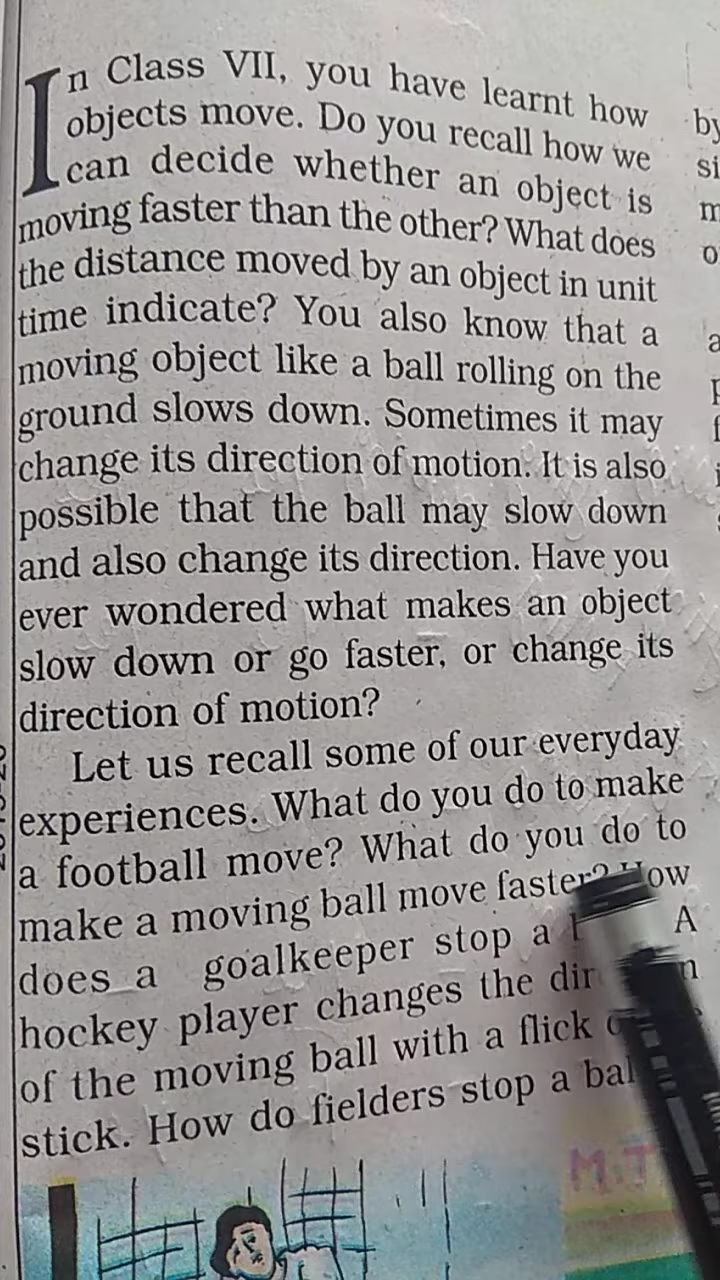 In Class VII, you have learnt how
objects move. Do you recall how we
can decide whether an object is
moving faster than the other? What does
the distance moved by an object in unit
time indicate? You also know that a
moving object like a ball rolling on the
ground slows down. Sometimes it may
change its direction of motion. It is also
possible that the ball may slow down
and also change its direction. Have you
ever wondered what makes an object
slow down or go faster, or change its
direction of motion?
Let us recall some of our everyday
experiences. What do you do to make
a football move? What do you do to
make a moving ball move faster? How
does a goalkeeper stop a A
hockey player changes the
of the moving ball with a flick
stick. How do fielders stop a